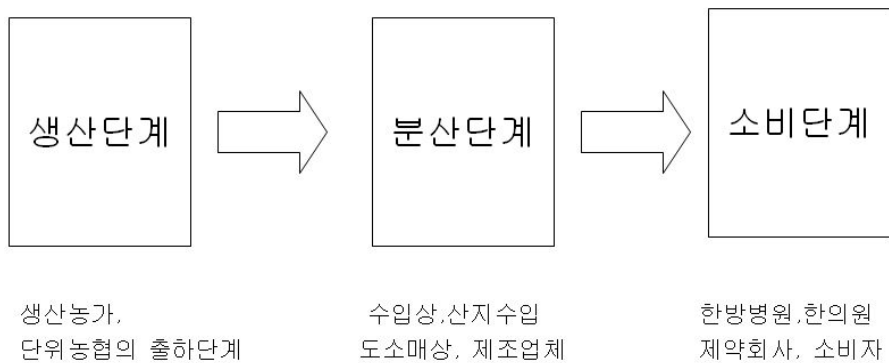 생산단계
분산단계
소비단계
생산농가,
단위농협의 출하단계
수입상,산지수입
도소매상, 제조업체
한방병원,한의원
제약회사, 소비자